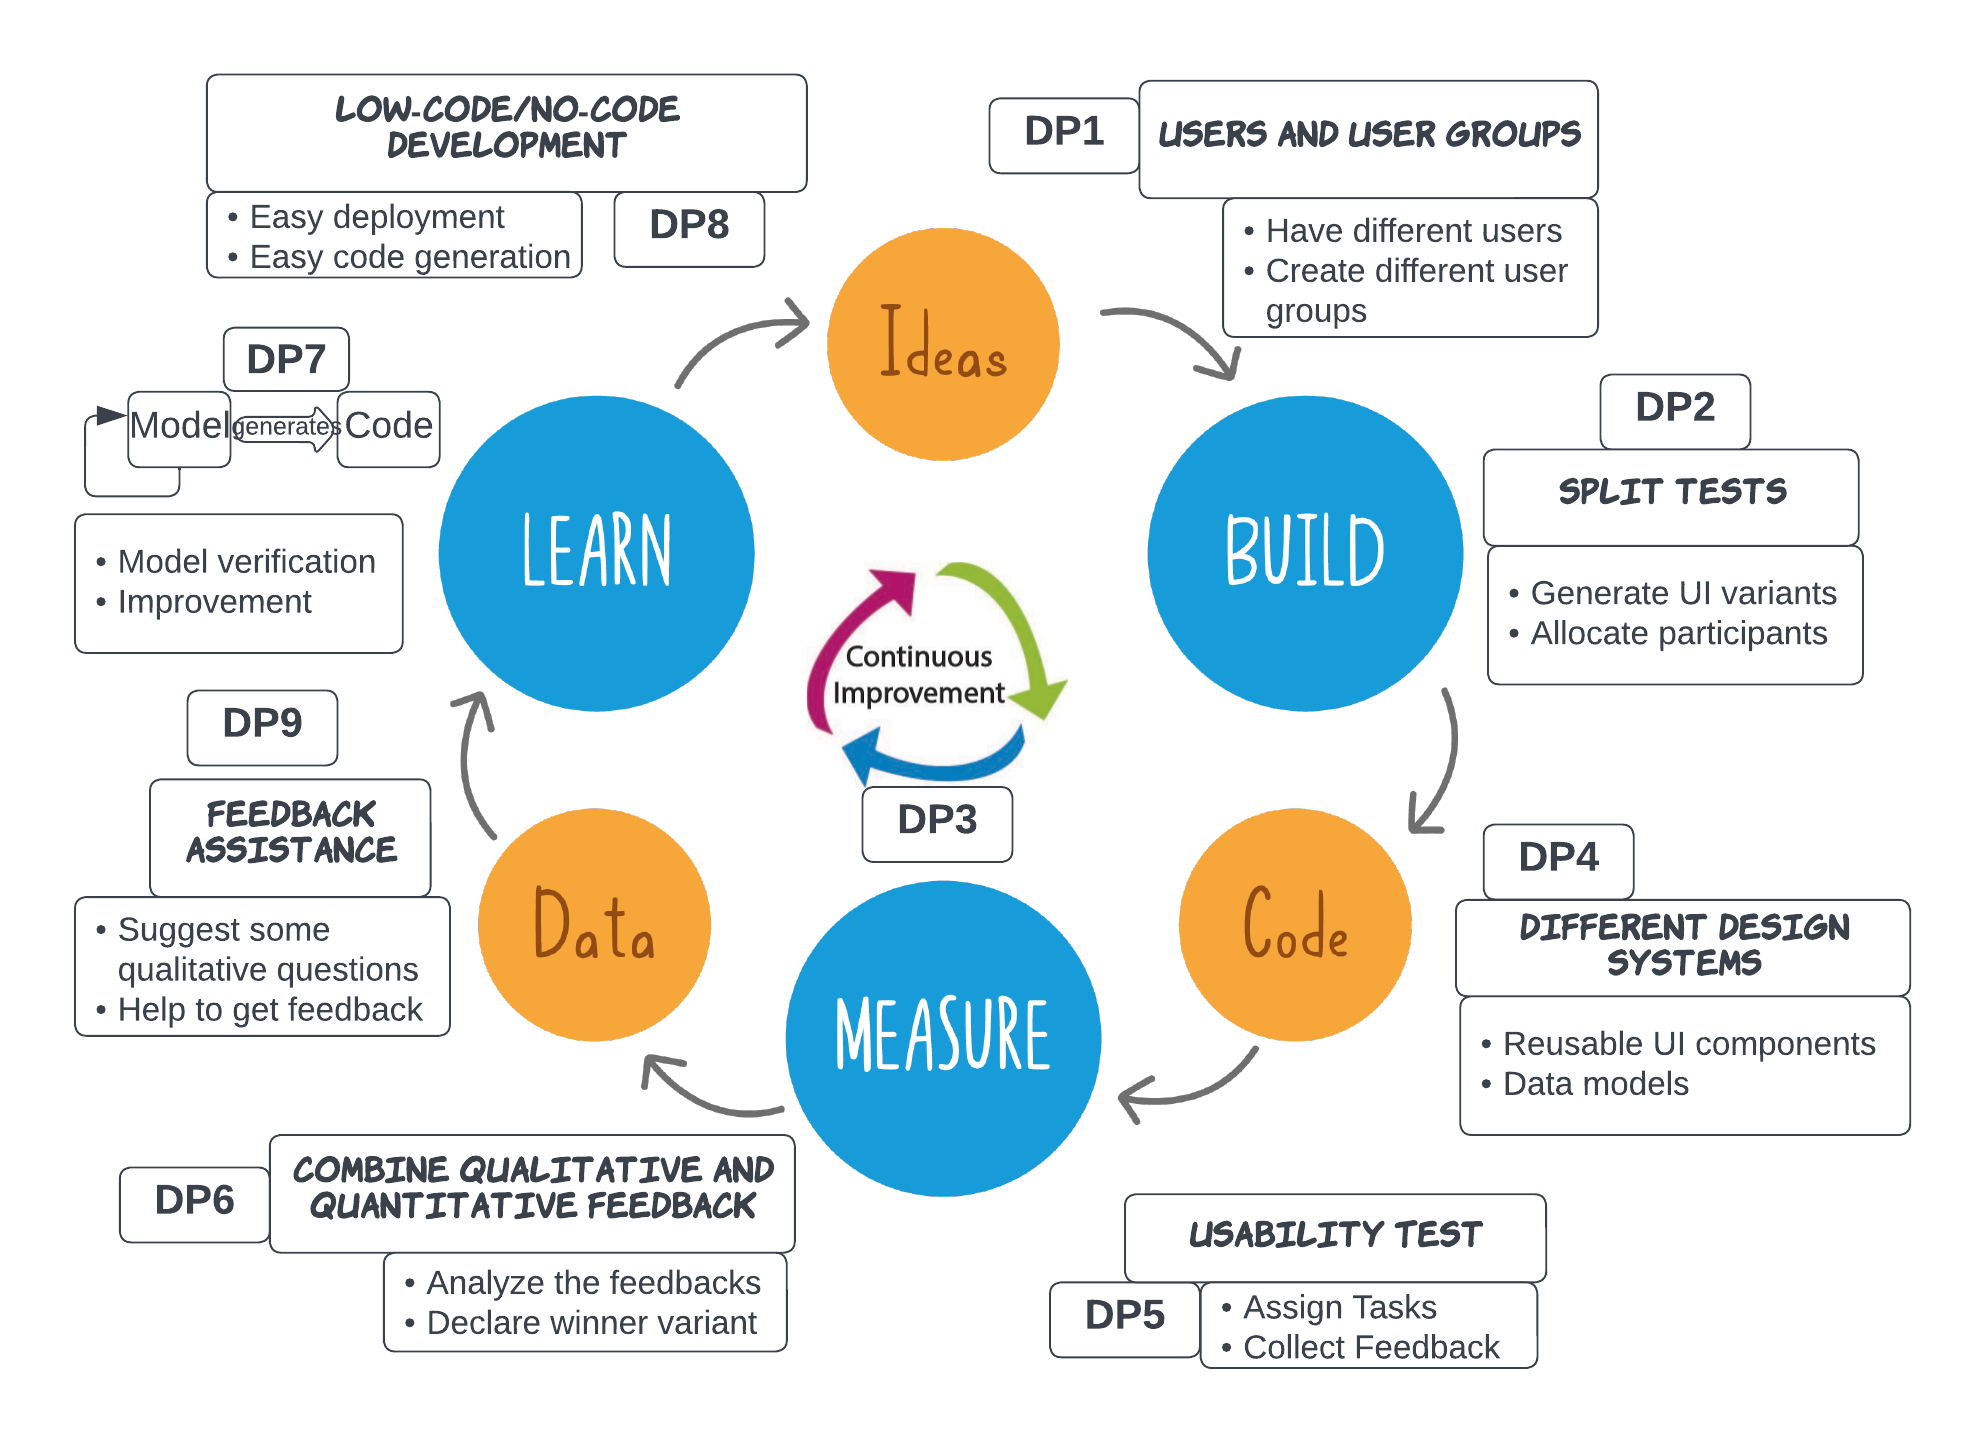 LOW-CODE/NO-CODE
DEVELOPMENT
• Easy deployment
• Easy code generation
DP8
DP1
USERS AND USER GROUPS
• Have different users
• Create different user
groups
Ideas
DP7
Model
generates
Code
• Model verification
• Improvement
LEARN
BUILD
DP2
SPLIT TESTS
• Generate UI variants
• Allocate participants
Continuous
Improvement
DP3
DP9
FEEDBACK
ASSISTANCE
• Suggest some
qualitative questions
• Help to get feedback
Data
Code
DP4
DIFFERENT DESIGN
SYSTEMS
• Reusable UI components
• Data models
MEASURE
DP6
COMBINE QUALITATIVE AND
QUANTITATIVE FEEDBACK
• Analyze the feedbacks
• Declare winner variant
USABILITY TEST
DP5
• Assign Tasks
• Collect Feedback